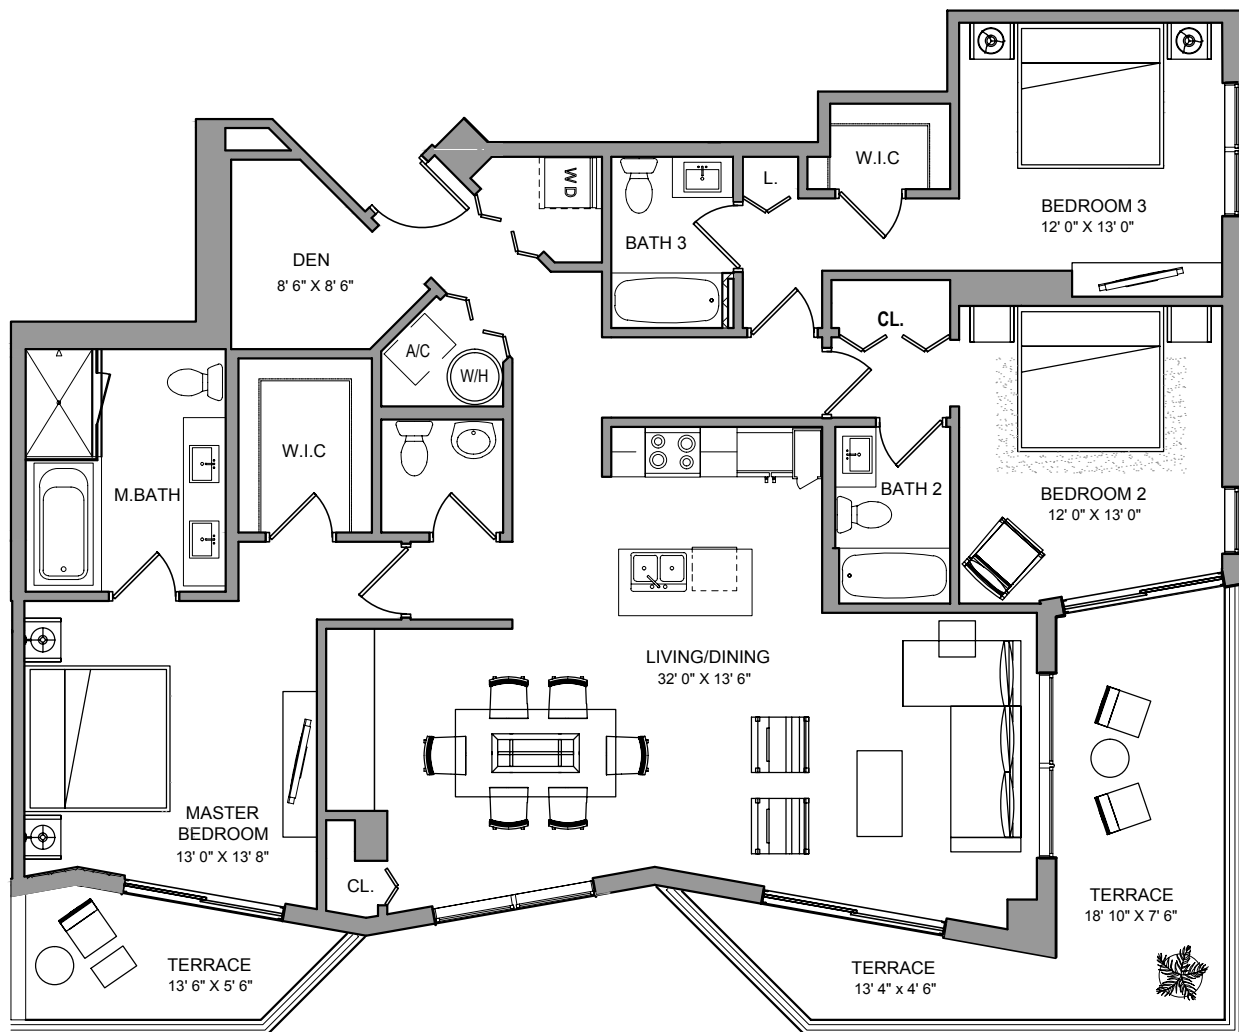 W.I.C
W D
L.
BEDROOM 3
12' 0" X 13' 0"
BATH 3
DEN
8' 6" X 8' 6"
CL.
A/C
W/H
W.I.C
M.BATH
BATH 2
BEDROOM 2
12' 0" X 13' 0"
LIVING/DINING
32' 0" X 13' 6"
MASTER
BEDROOM
13' 0" X 13' 8"
CL.
TERRACE
18' 10" X 7' 6"
TERRACE
13' 6" X 5' 6"
TERRACE
13' 4" x 4' 6"